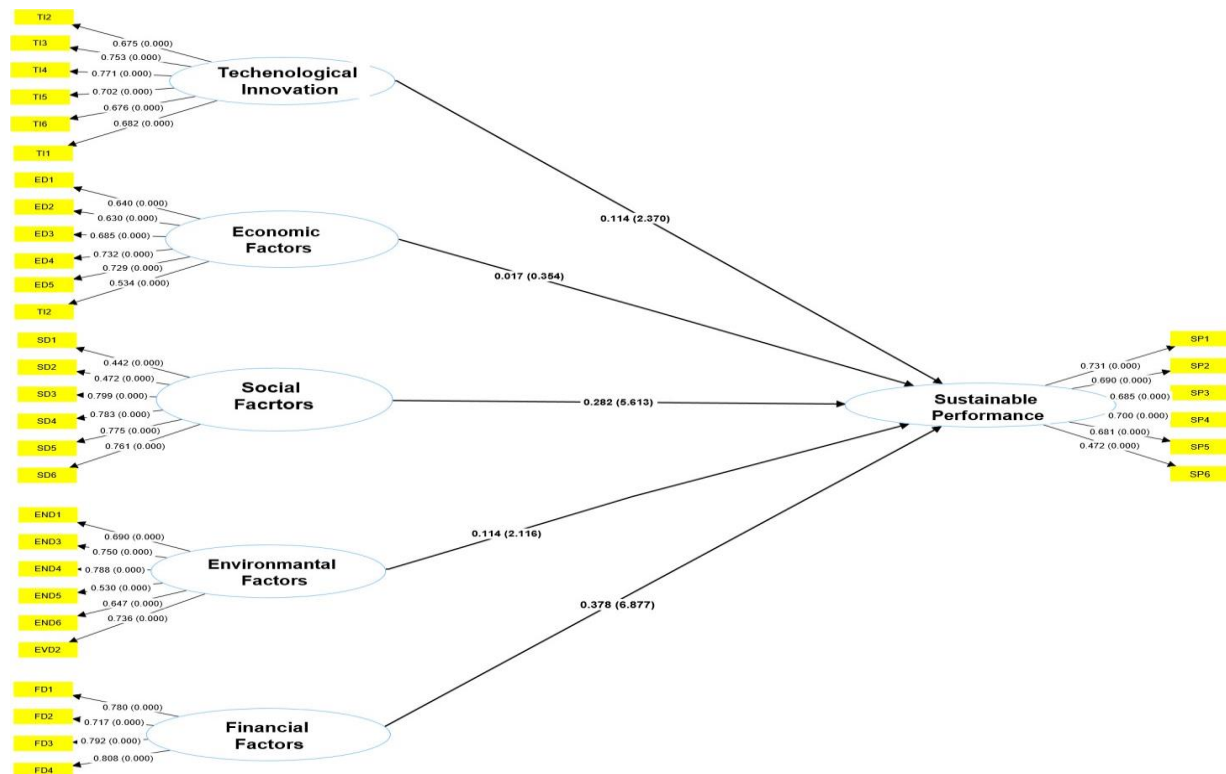 TI2
TI3
TI4
TI5
TI6
TI1
0.675 (0.000)
0.753 (0.000)
0.771 (0.000)
0.702 (0.000)
0.676 (0.000)
0.682 (0.000)
Techenological
Innovation
0.114 (2.370)
ED1
ED2
ED3
ED4
ED5
TI2
0.640 (0.000)
0.630 (0.000)
0.685 (0.000)
0.732 (0.000)
0.729 (0.000)
0.534 (0.000)
Economic
Factors
0.017 (0.354)
SD1
SD2
SD3
SD4
SD5
SD6
0.442 (0.000)
0.472 (0.000)
0.799 (0.000)
0.783 (0.000)
0.775 (0.000)
0.761 (0.000)
Social
Facrtors
0.282 (5.613)
END1
END3
END4
END5
END6
EVD2
0.690 (0.000)
0.750 (0.000)
0.788 (0.000)
0.530 (0.000)
0.647 (0.000)
0.736 (0.000)
Environmantal
Factors
0.114 (2.116)
FD1
FD2
FD3
FD4
0.780 (0.000)
0.717 (0.000)
0.792 (0.000)
0.808 (0.000)
Financial
Factors
0.378 (6.877)
Sustainable
Performance
0.731 (0.000)
0.690 (0.000)
0.685 (0.000)
0.700 (0.000)
0.681 (0.000)
0.472 (0.000)
SP1
SP2
SP3
SP4
SP5
SP6